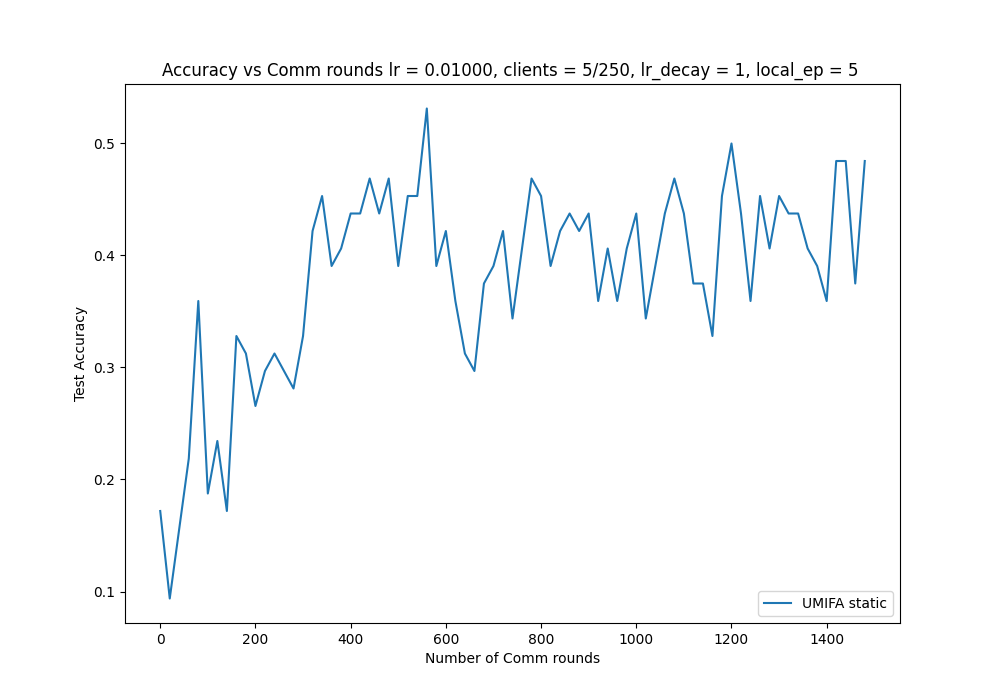 Accuracy vs Comm rounds lr = 0.01000, clients = 5/250, lr_decay = 1, local_ep = 5
0.5
0.4
0.3
0.2
0.1
Test Accuracy
UMIFA static
0 200 400 600 800 1000 1200 1400
Number of Comm rounds